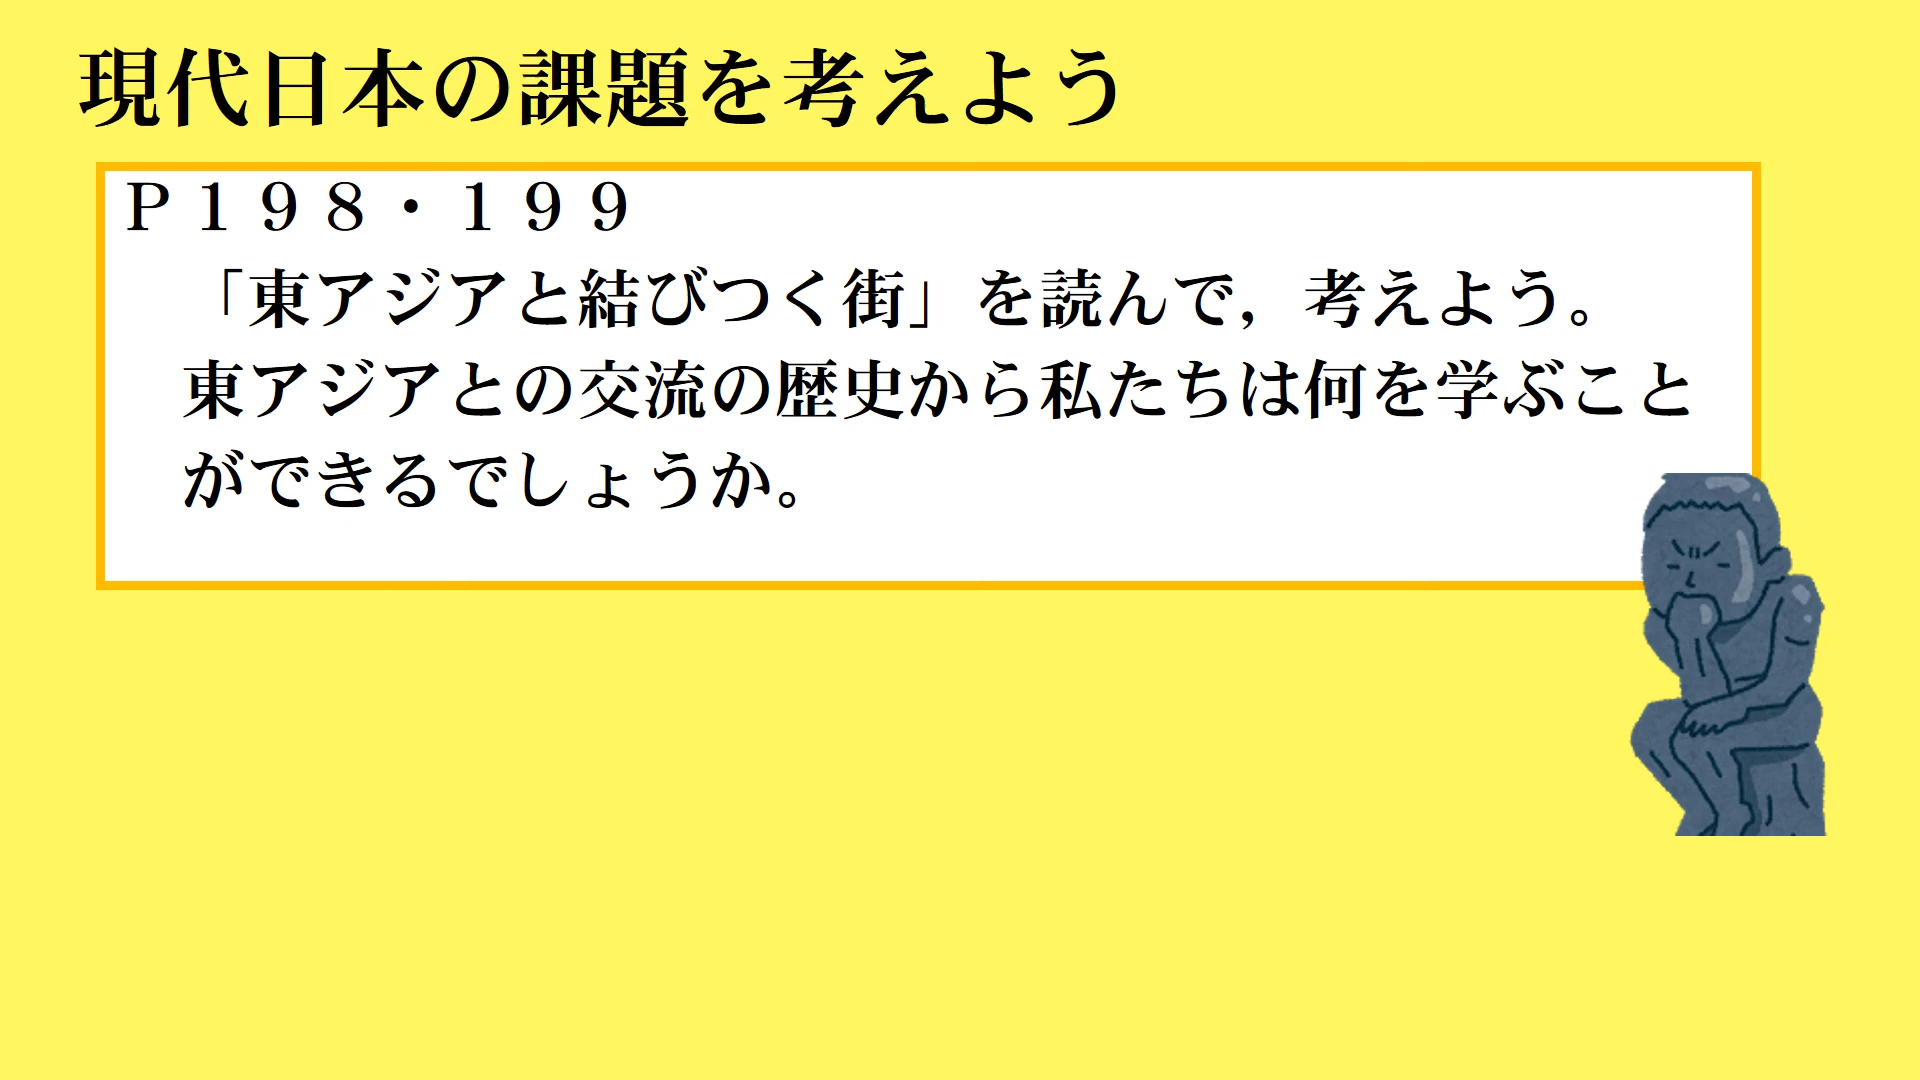 現代日本の課題を考えよう
Ｐ１９８・１９９
「東アジアと結びつく街」を読んで，考えよう。
東アジアとの交流の歴史から私たちは何を学ぶこと
ができるでしょうか。